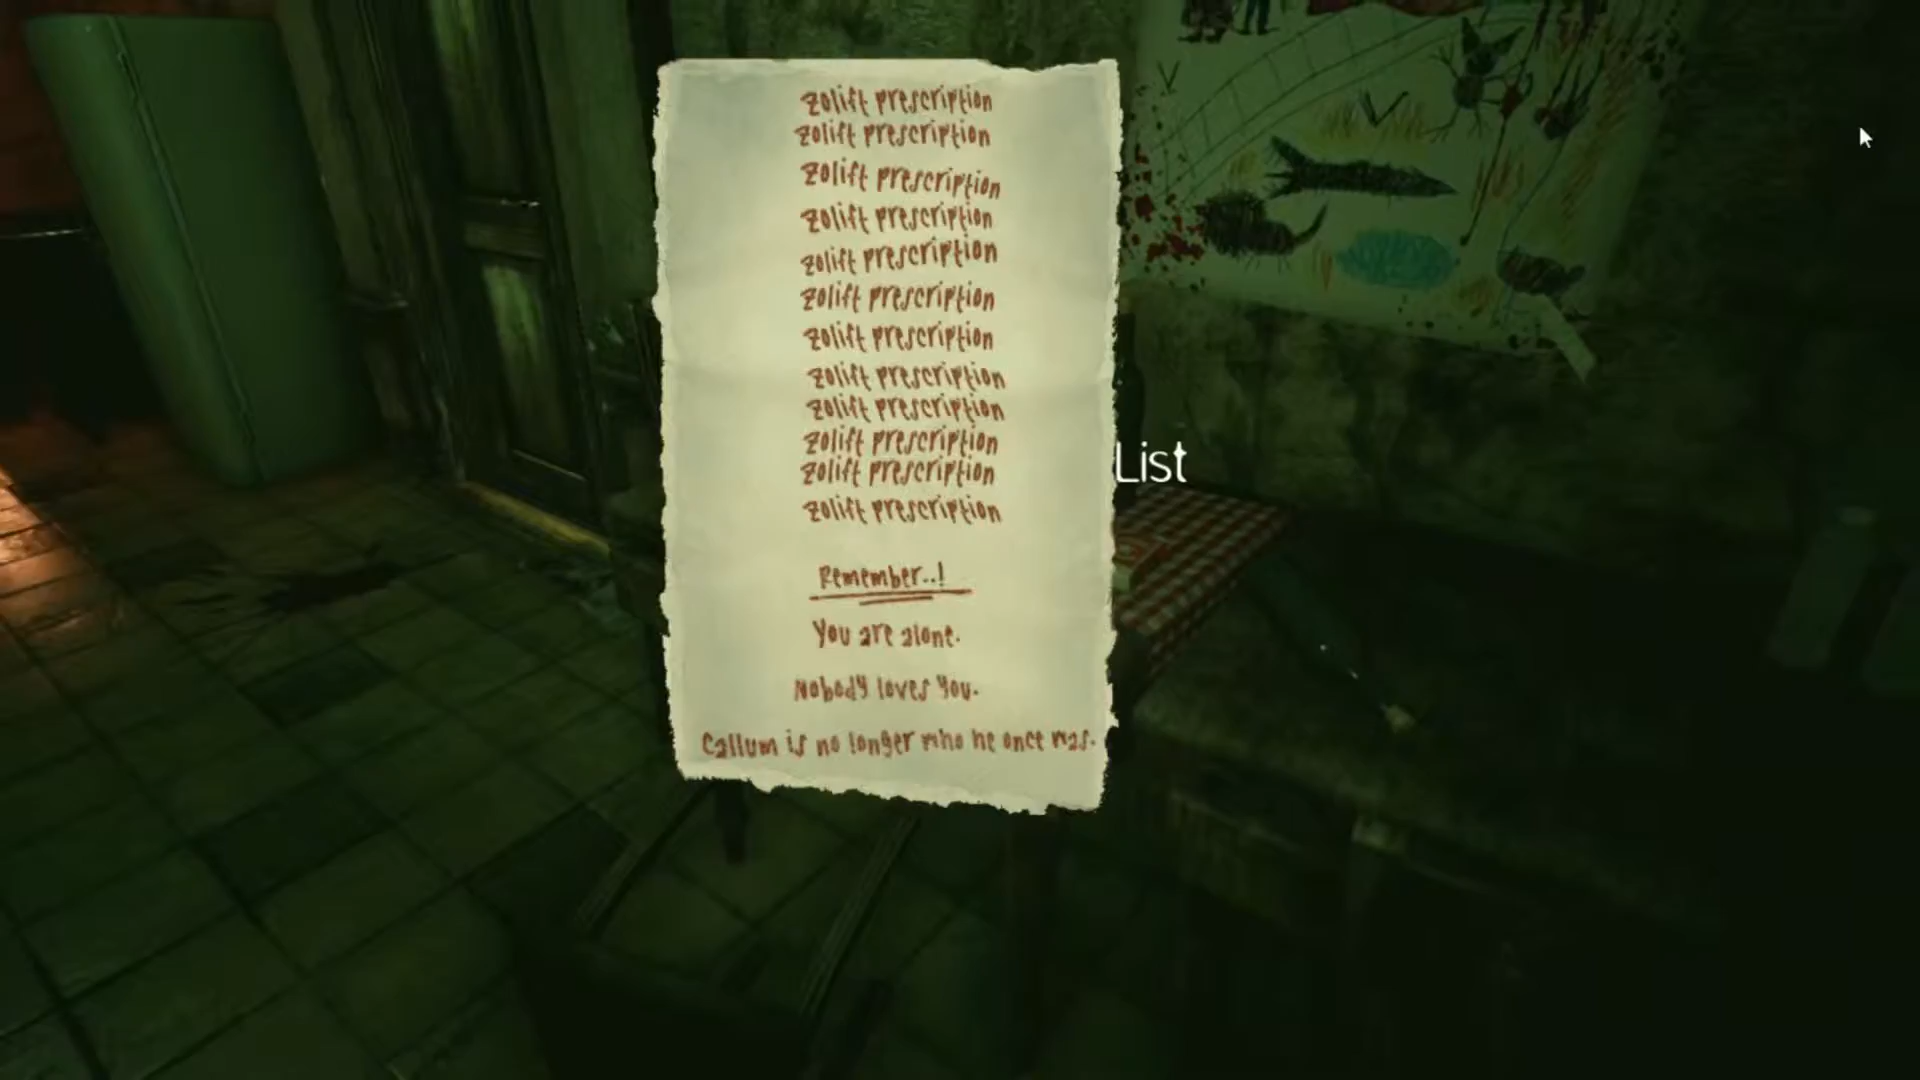 Zolift prescription
Zolift prescription
Zolift prescription
Zolift prescription
Zolift prescription
Zolift prescription
Zolift prescription
Zolift prescription
Zolift prescription
Zolift prescription
Zolift prescription
Zolift prescription
List
Remember..!
You are alone.
Nobody loves you.
Callum is no longer who he once was.